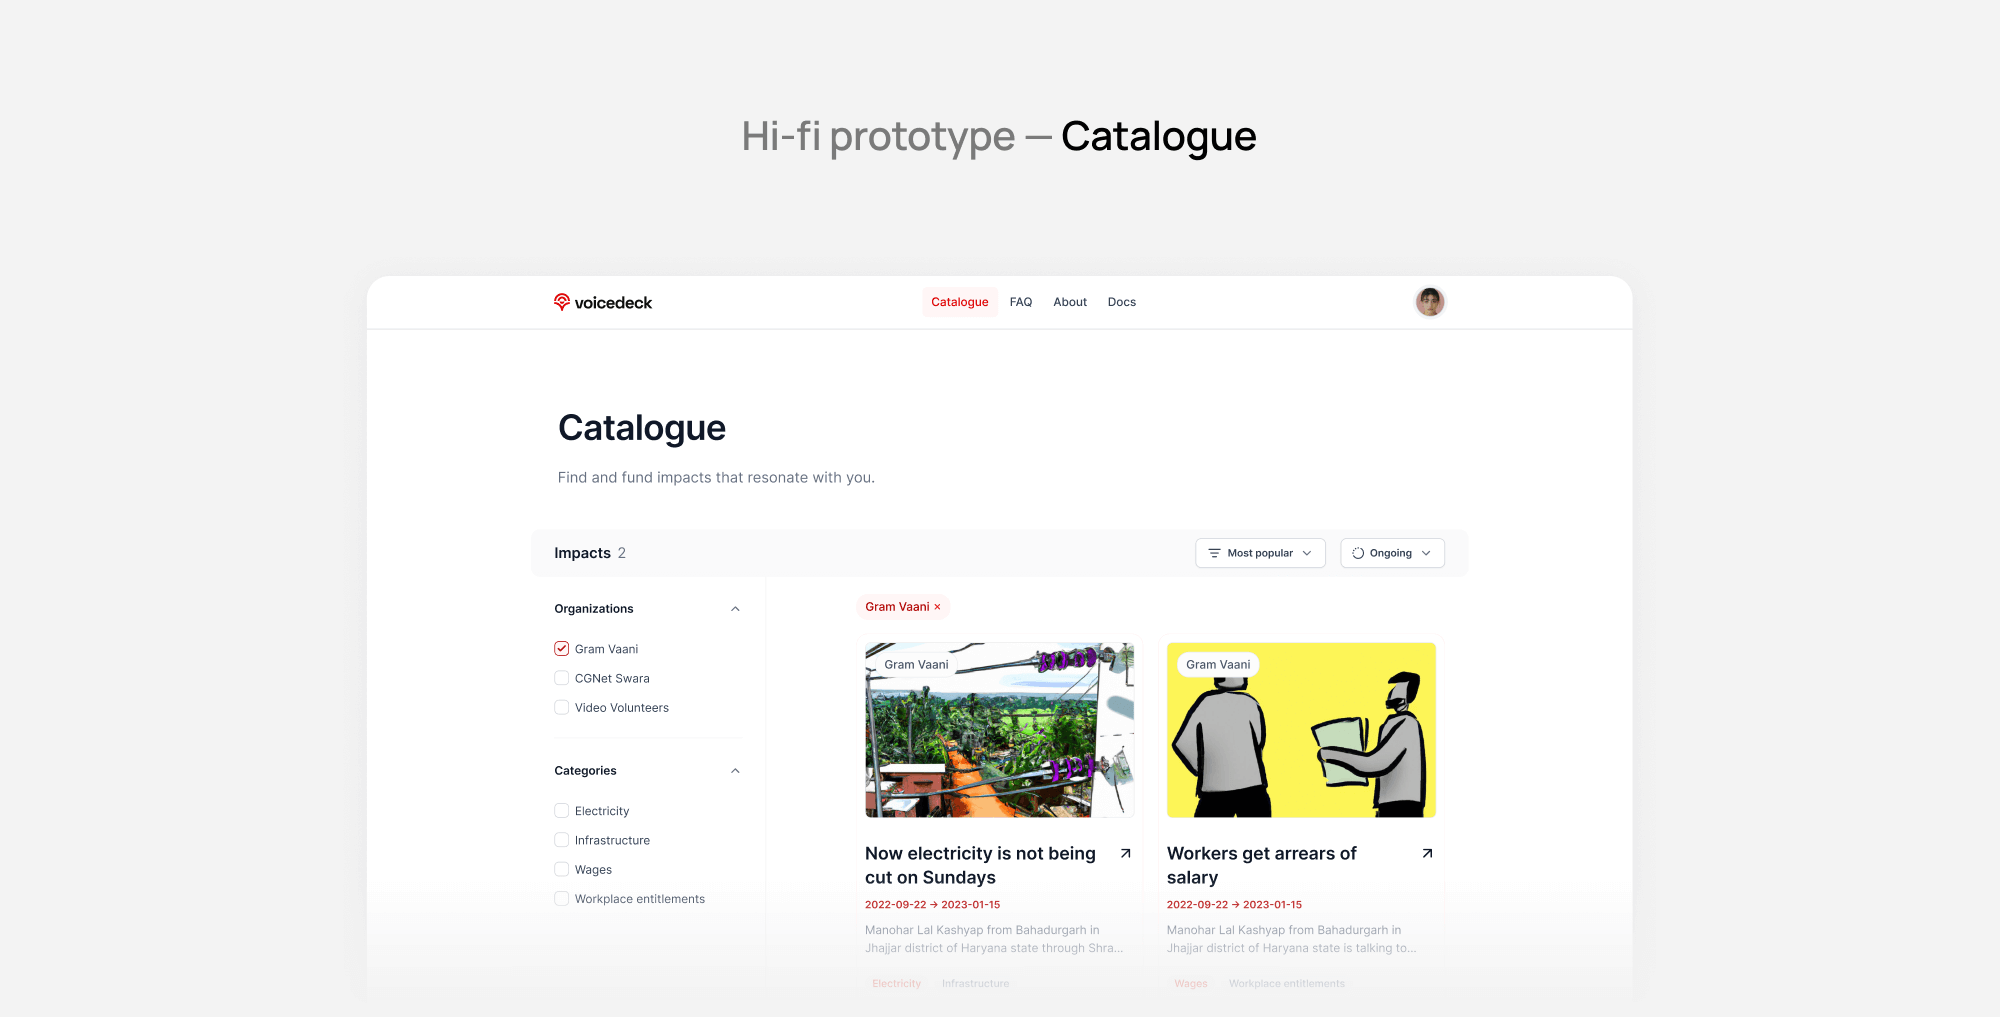 Hi-fi prototype — Catalogue
voicedeck
Catalogue
FAQ
About
Docs
Catalogue
Find and fund impacts that resonate with you.
Impacts 2
Most popular
Ongoing
Organizations
Gram Vaani
CGNet Swara
Video Volunteers
Categories
Electricity
Infrastructure
Wages
Workplace entitlements
Gram Vaani ×
Gram Vaani
Now electricity is not being
cut on Sundays
2022-09-22 → 2023-01-15
Manohar Lal Kashyap from Bahadurgarh in
Jhajjar district of Haryana state through Shra...
Electricity
Infrastructure
Gram Vaani
Workers get arrears of
salary
2022-09-22 → 2023-01-15
Manohar Lal Kashyap from Bahadurgarh in
Jhajjar district of Haryana state is talking to...
Wages
Workplace entitlements